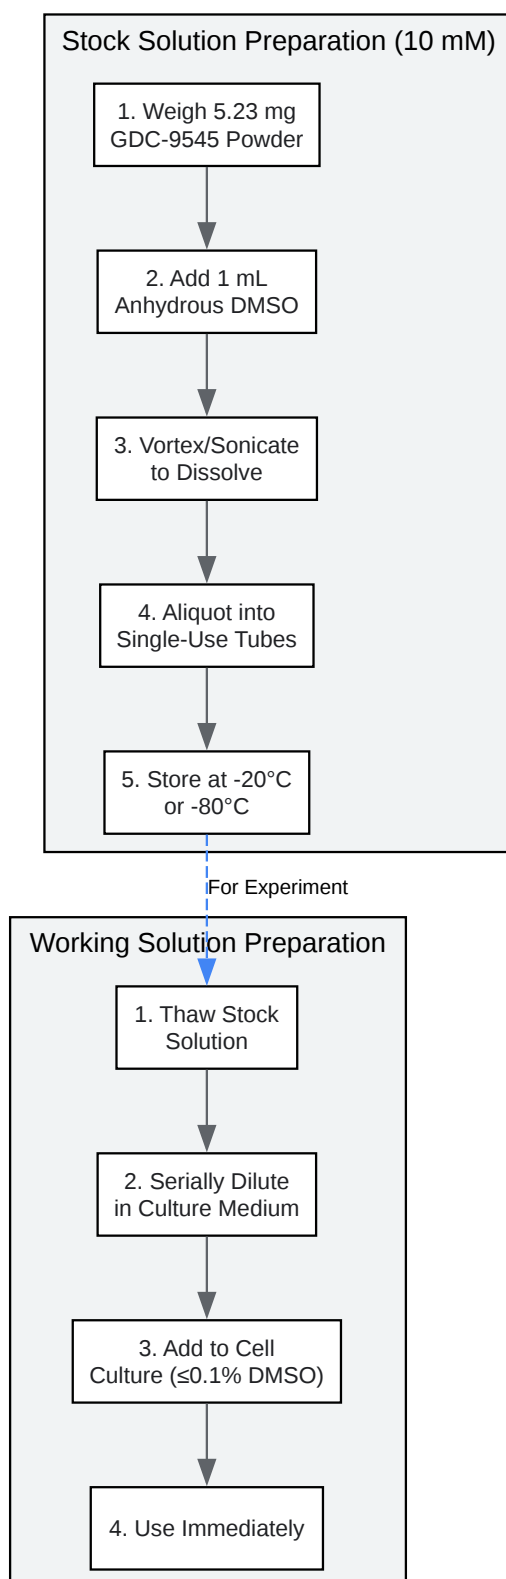 Stock Solution Preparation (10 mM)
1. Weigh 5.23 mg
GDC-9545 Powder
2. Add 1 mL
Anhydrous DMSO
3. Vortex/Sonicate
to Dissolve
4. Aliquot into
Single-Use Tubes
5. Store at -20°C
or -80°C
For Experiment
Working Solution Preparation
1. Thaw Stock
Solution
2. Serially Dilute
in Culture Medium
3. Add to Cell
Culture (≤0.1% DMSO)
4. Use Immediately